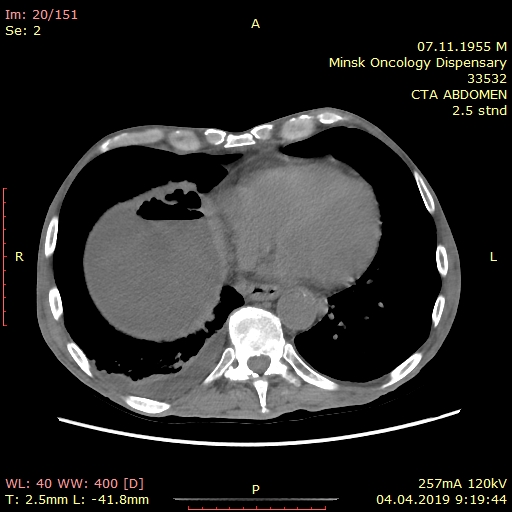 Im: 20/151
Se: 2
A
07.11.1955 M
Minsk Oncology Dispensary
33532
CTA ABDOMEN
2.5 stnd
R
L
WL: 40 WW: 400 [D]
T: 2.5mm L: -41.8mm
P
257mA 120kV
04.04.2019 9:19:44